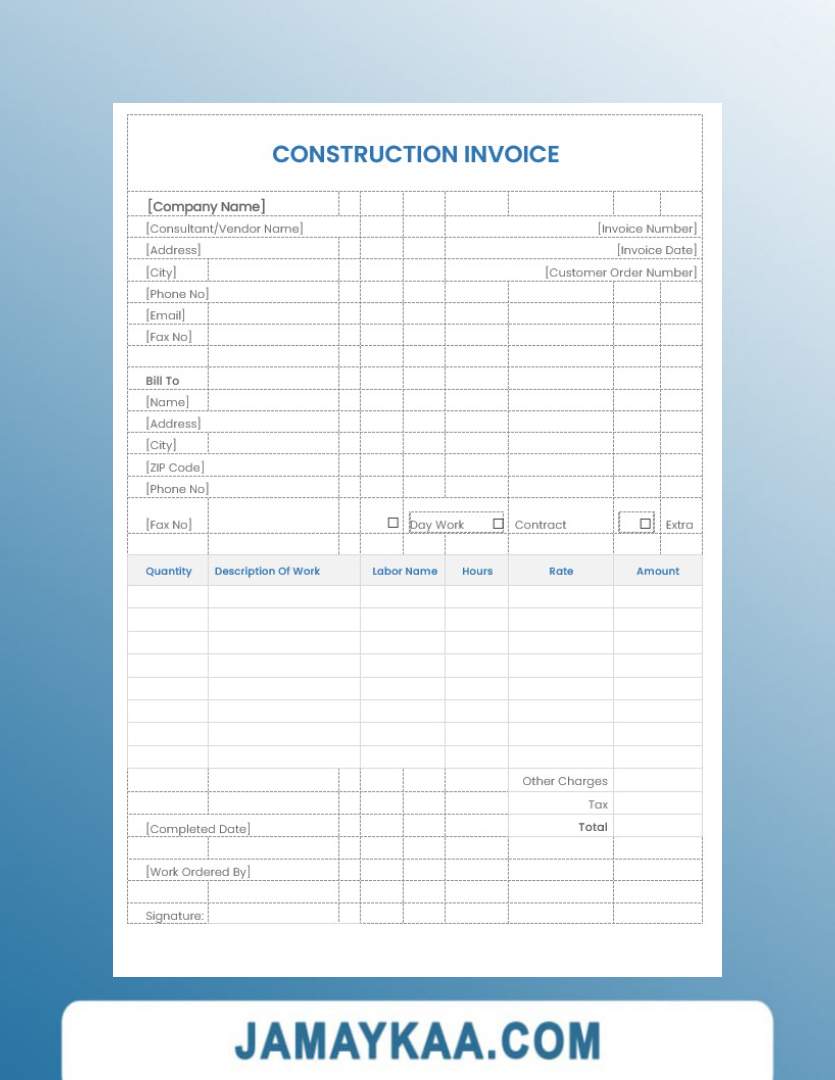 CONSTRUCTION INVOICE
[Company Name]
[Consultant/Vendor Name] [Invoice Number]
[Address] [Invoice Date]
[City] [Customer Order Number]
[Phone No]
[Email]
[Fax No]
Bill To
[Name]
[Address]
[City]
[ZIP Code]
[Phone No]
[Fax No] ☐ Day Work ☐ Contract ☐ Extra
Quantity Description Of Work Labor Name Hours Rate Amount
Other Charges
Tax
[Completed Date] Total
[Work Ordered By]
Signature:
JAMAYKAA.COM